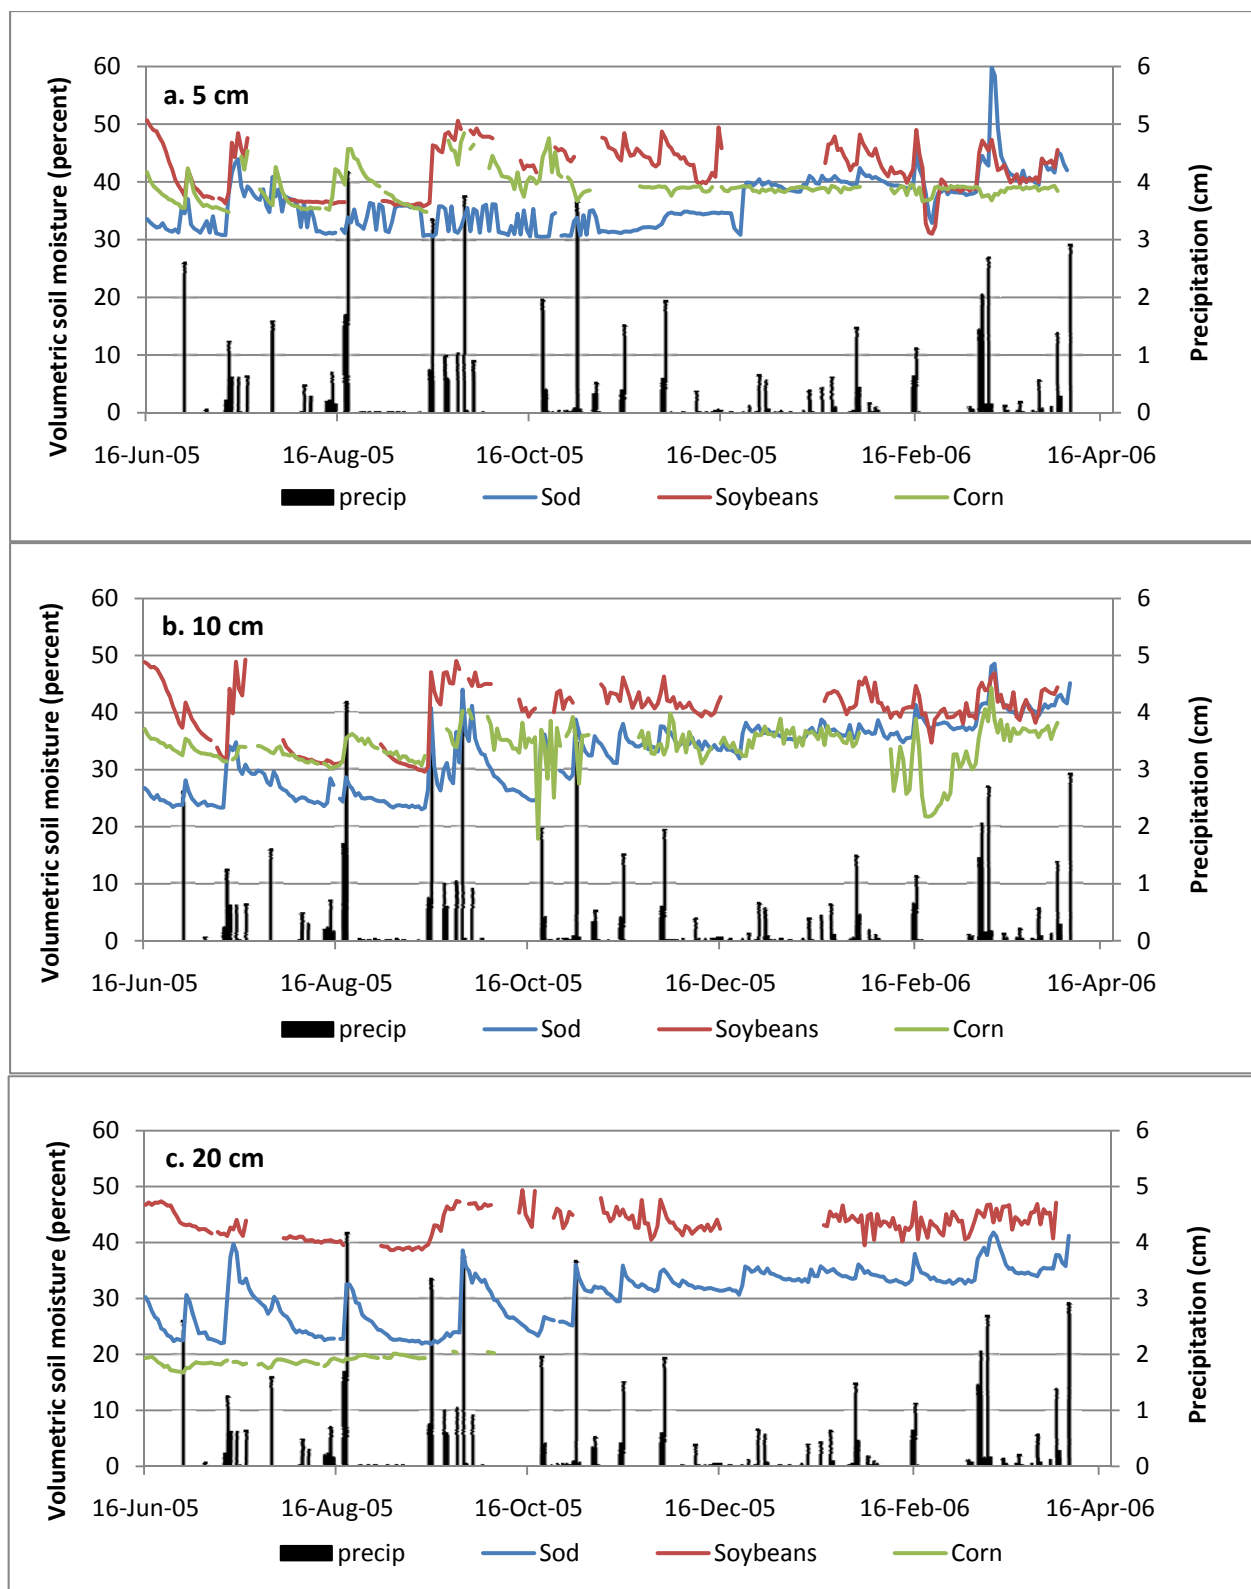 a. 5 cm
Volumetric soil moisture (percent)
60
50
40
30
20
10
0
6
5
4
3
2
1
0
Precipitation (cm)
16-Jun-05 16-Aug-05 16-Oct-05 16-Dec-05 16-Feb-06 16-Apr-06
precip Sod Soybeans Corn
b. 10 cm
Volumetric soil moisture (percent)
60
50
40
30
20
10
0
6
5
4
3
2
1
0
Precipitation (cm)
16-Jun-05 16-Aug-05 16-Oct-05 16-Dec-05 16-Feb-06 16-Apr-06
precip Sod Soybeans Corn
c. 20 cm
Volumetric soil moisture (percent)
60
50
40
30
20
10
0
6
5
4
3
2
1
0
Precipitation (cm)
16-Jun-05 16-Aug-05 16-Oct-05 16-Dec-05 16-Feb-06 16-Apr-06
precip Sod Soybeans Corn